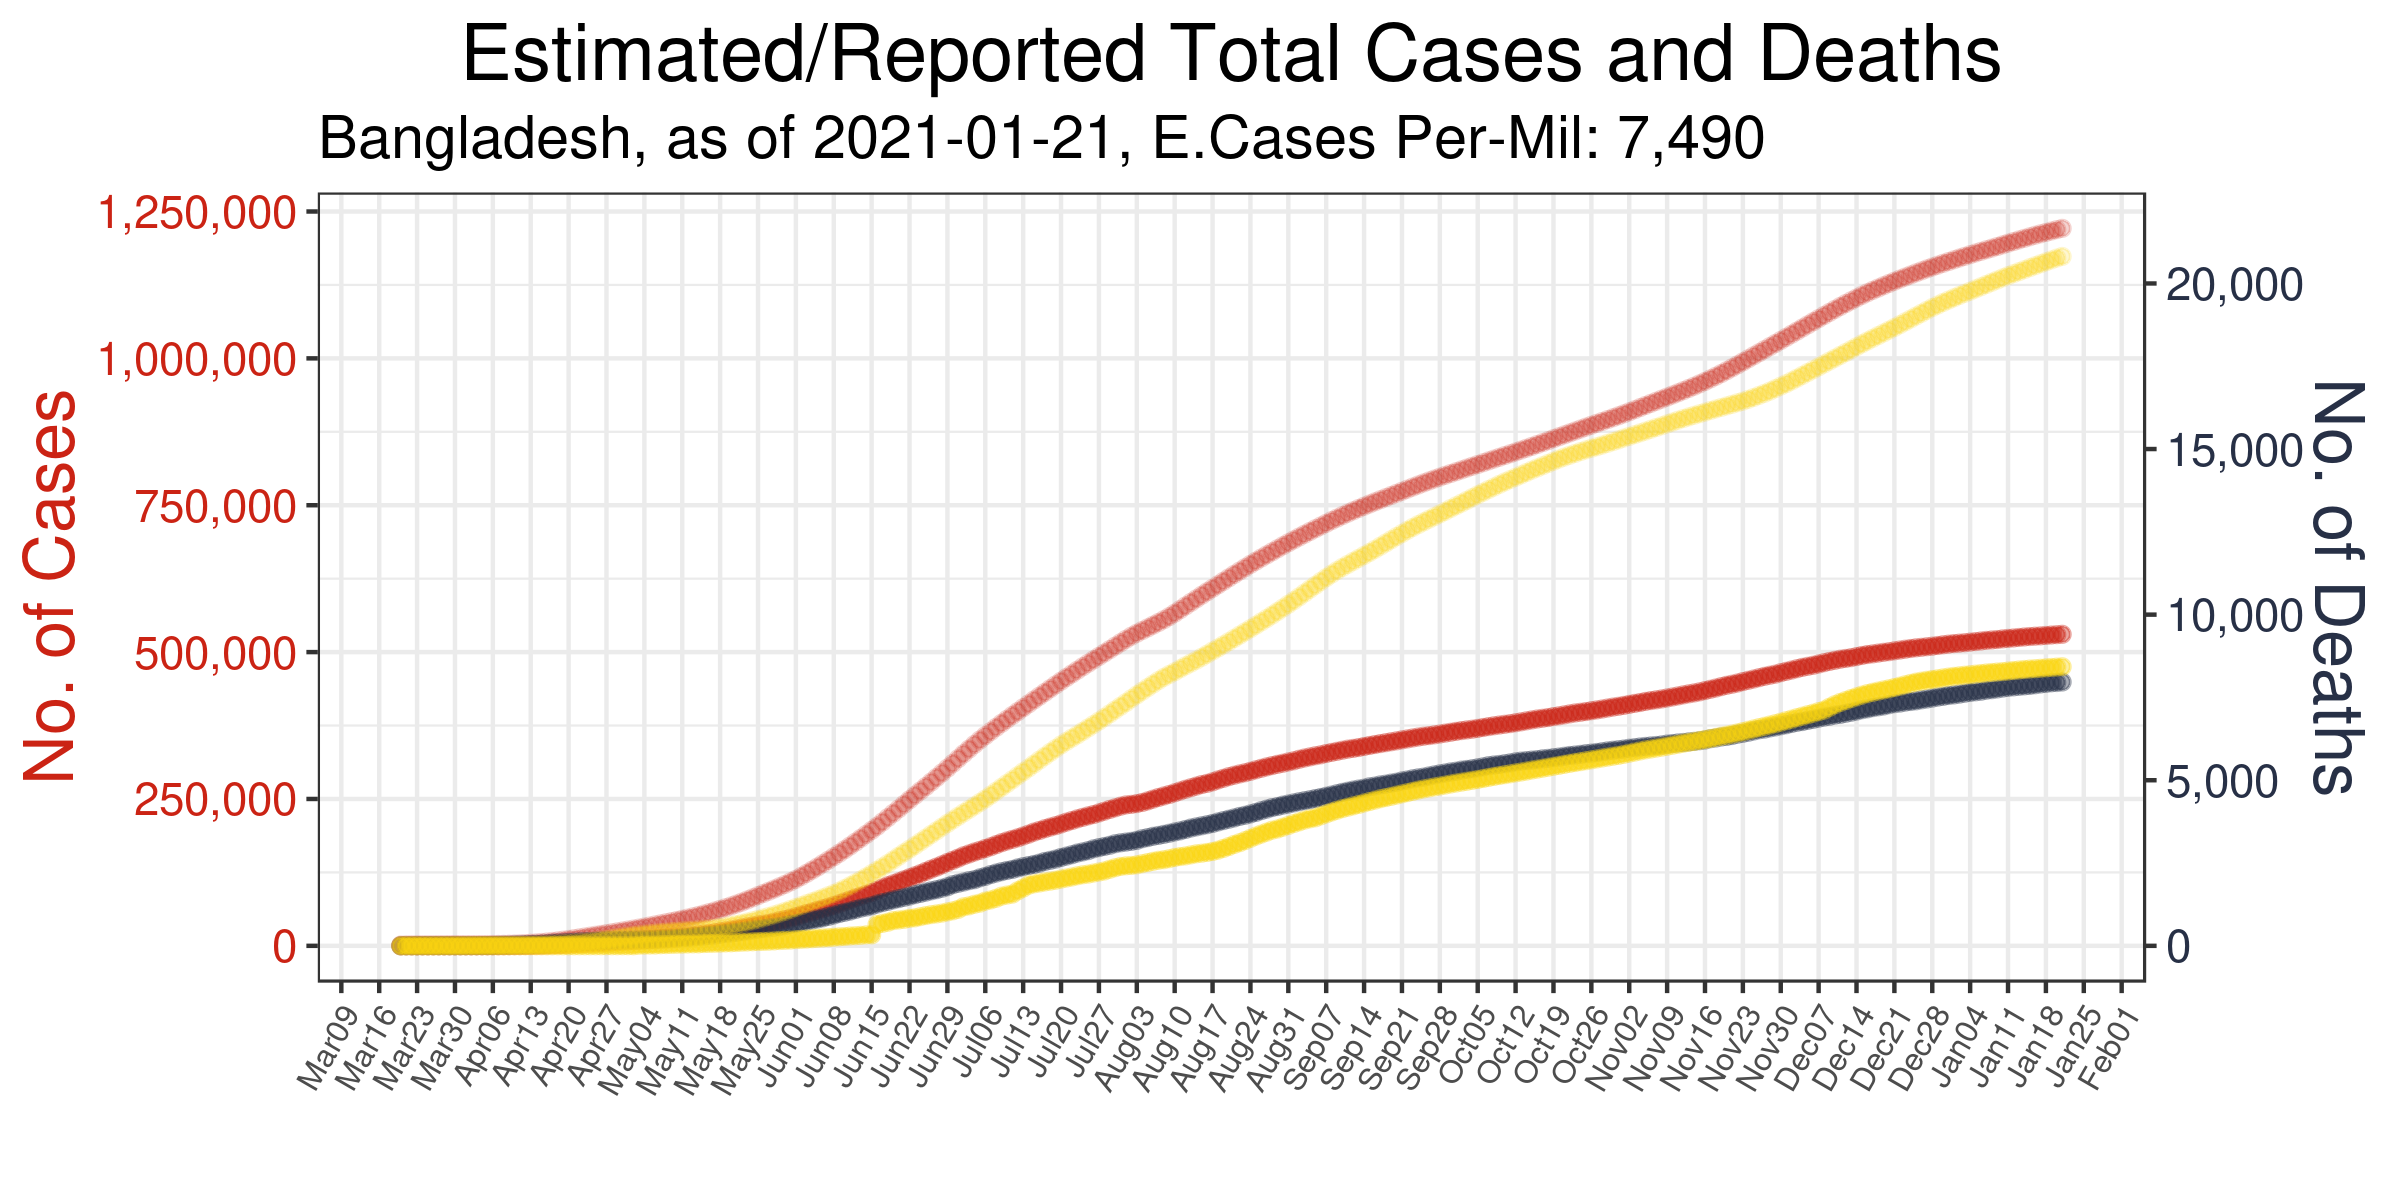 Estimated/Reported Total Cases and Deaths
Bangladesh, as of 2021-01-21, E.Cases Per-Mil: 7,490
No. of Cases
1,250,000
1,000,000
750,000
500,000
250,000
0
20,000
15,000
10,000
5,000
0
No. of Deaths
Mar09
Mar16
Mar23
Mar30
Apr06
Apr13
Apr20
Apr27
May04
May11
May18
May25
Jun01
Jun08
Jun15
Jun22
Jun29
Jul06
Jul13
Jul20
Jul27
Aug03
Aug10
Aug17
Aug24
Aug31
Sep07
Sep14
Sep21
Sep28
Oct05
Oct12
Oct19
Oct26
Nov02
Nov09
Nov16
Nov23
Nov30
Dec07
Dec14
Dec21
Dec28
Jan04
Jan11
Jan18
Jan25
Feb01